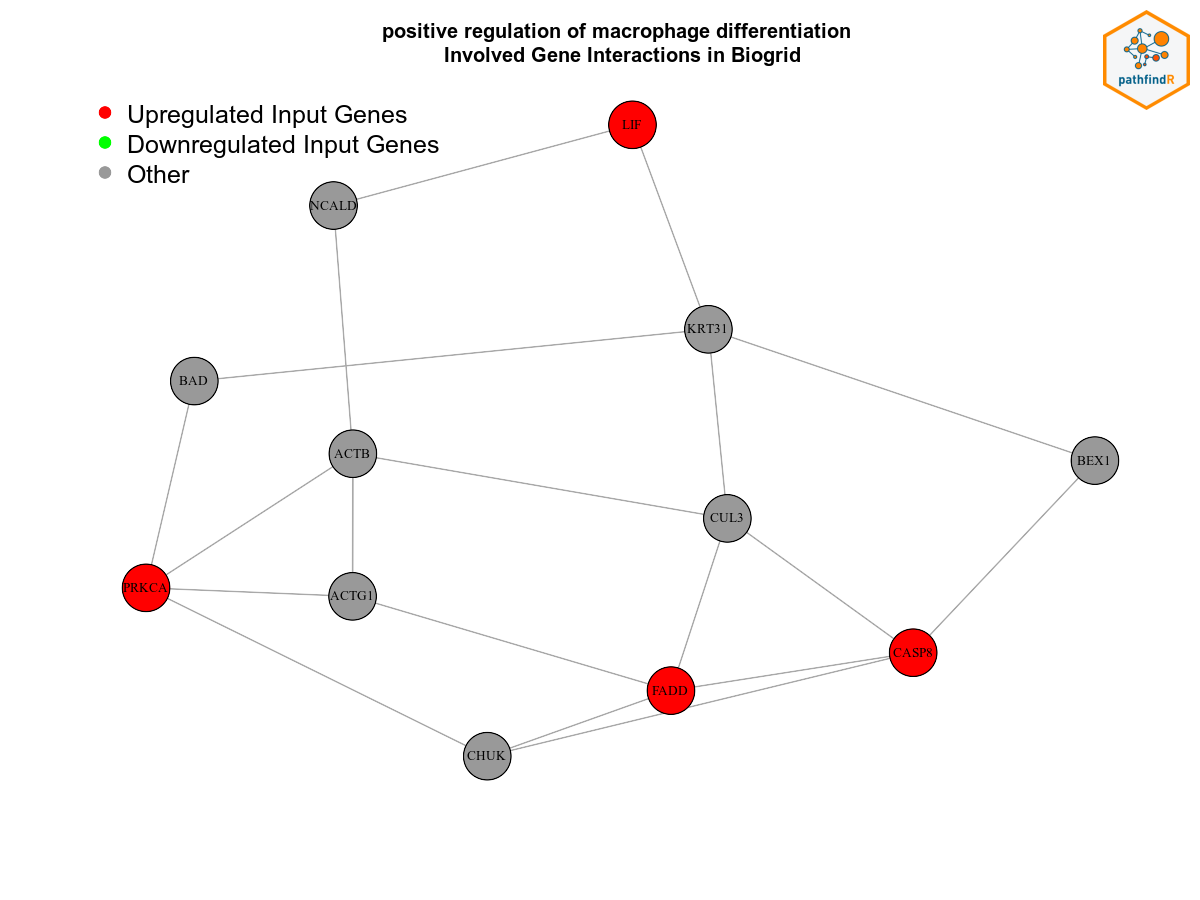 positive regulation of macrophage differentiation
Involved Gene Interactions in Biogrid
pathfindR
Upregulated Input Genes
Downregulated Input Genes
Other
LIF
NCALD
KRT31
BAD
ACTB
BEX1
CUL3
PRKCA
ACTG1
CASP8
FADD
CHUK